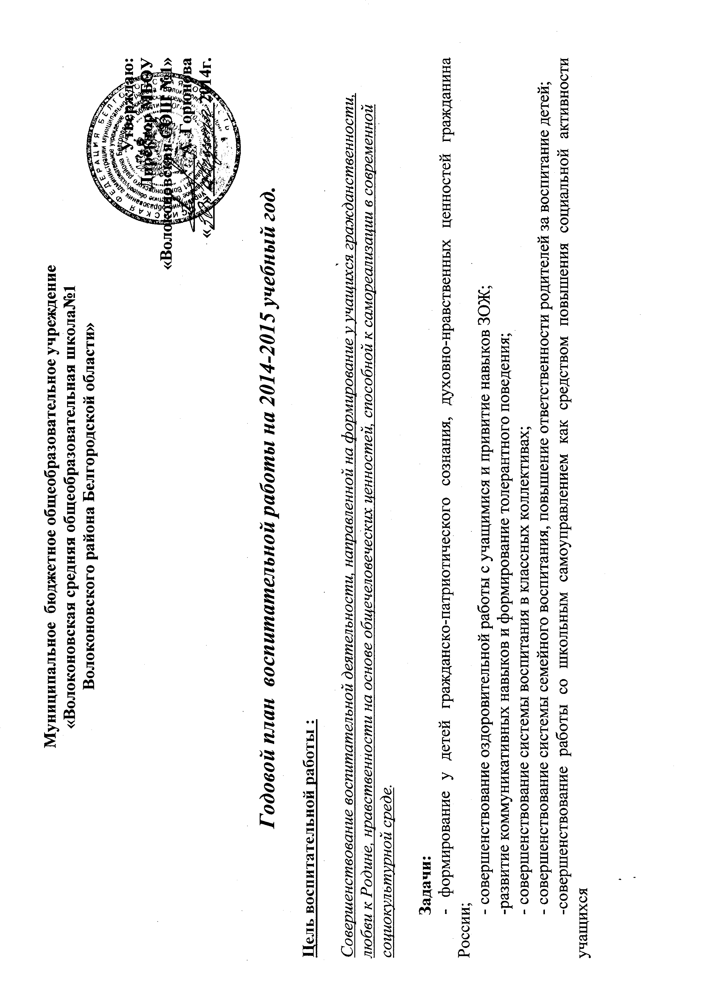 Муниципальное бюджетное общеобразовательное учреждение
«Волоконовская средняя общеобразовательная школа№1
Волоконовского района Белгородской области»
Утверждаю:
Директор МБОУ
«Волоконовская СОШ №1»
А. Горюнова
2014г.
Годовой план воспитательной работы на 2014-2015 учебный год.
Цель воспитательной работы :
Совершенствование воспитательной деятельности, направленной на формирование у учащихся гражданственности,
любви к Родине, нравственности на основе общечеловеческих ценностей, способной к самореализации в современной
социокультурной среде.
Задачи:
- формирование у детей гражданско-патриотического сознания, духовно-нравственных ценностей гражданина
России;
- совершенствование оздоровительной работы с учащимися и привитие навыков ЗОЖ;
-развитие коммуникативных навыков и формирование толерантного поведения;
- совершенствование системы воспитания в классных коллективах;
- совершенствование системы семейного воспитания, повышение ответственности родителей за воспитание детей;
-совершенствование работы со школьным самоуправлением как средством повышения социальной активности
учащихся